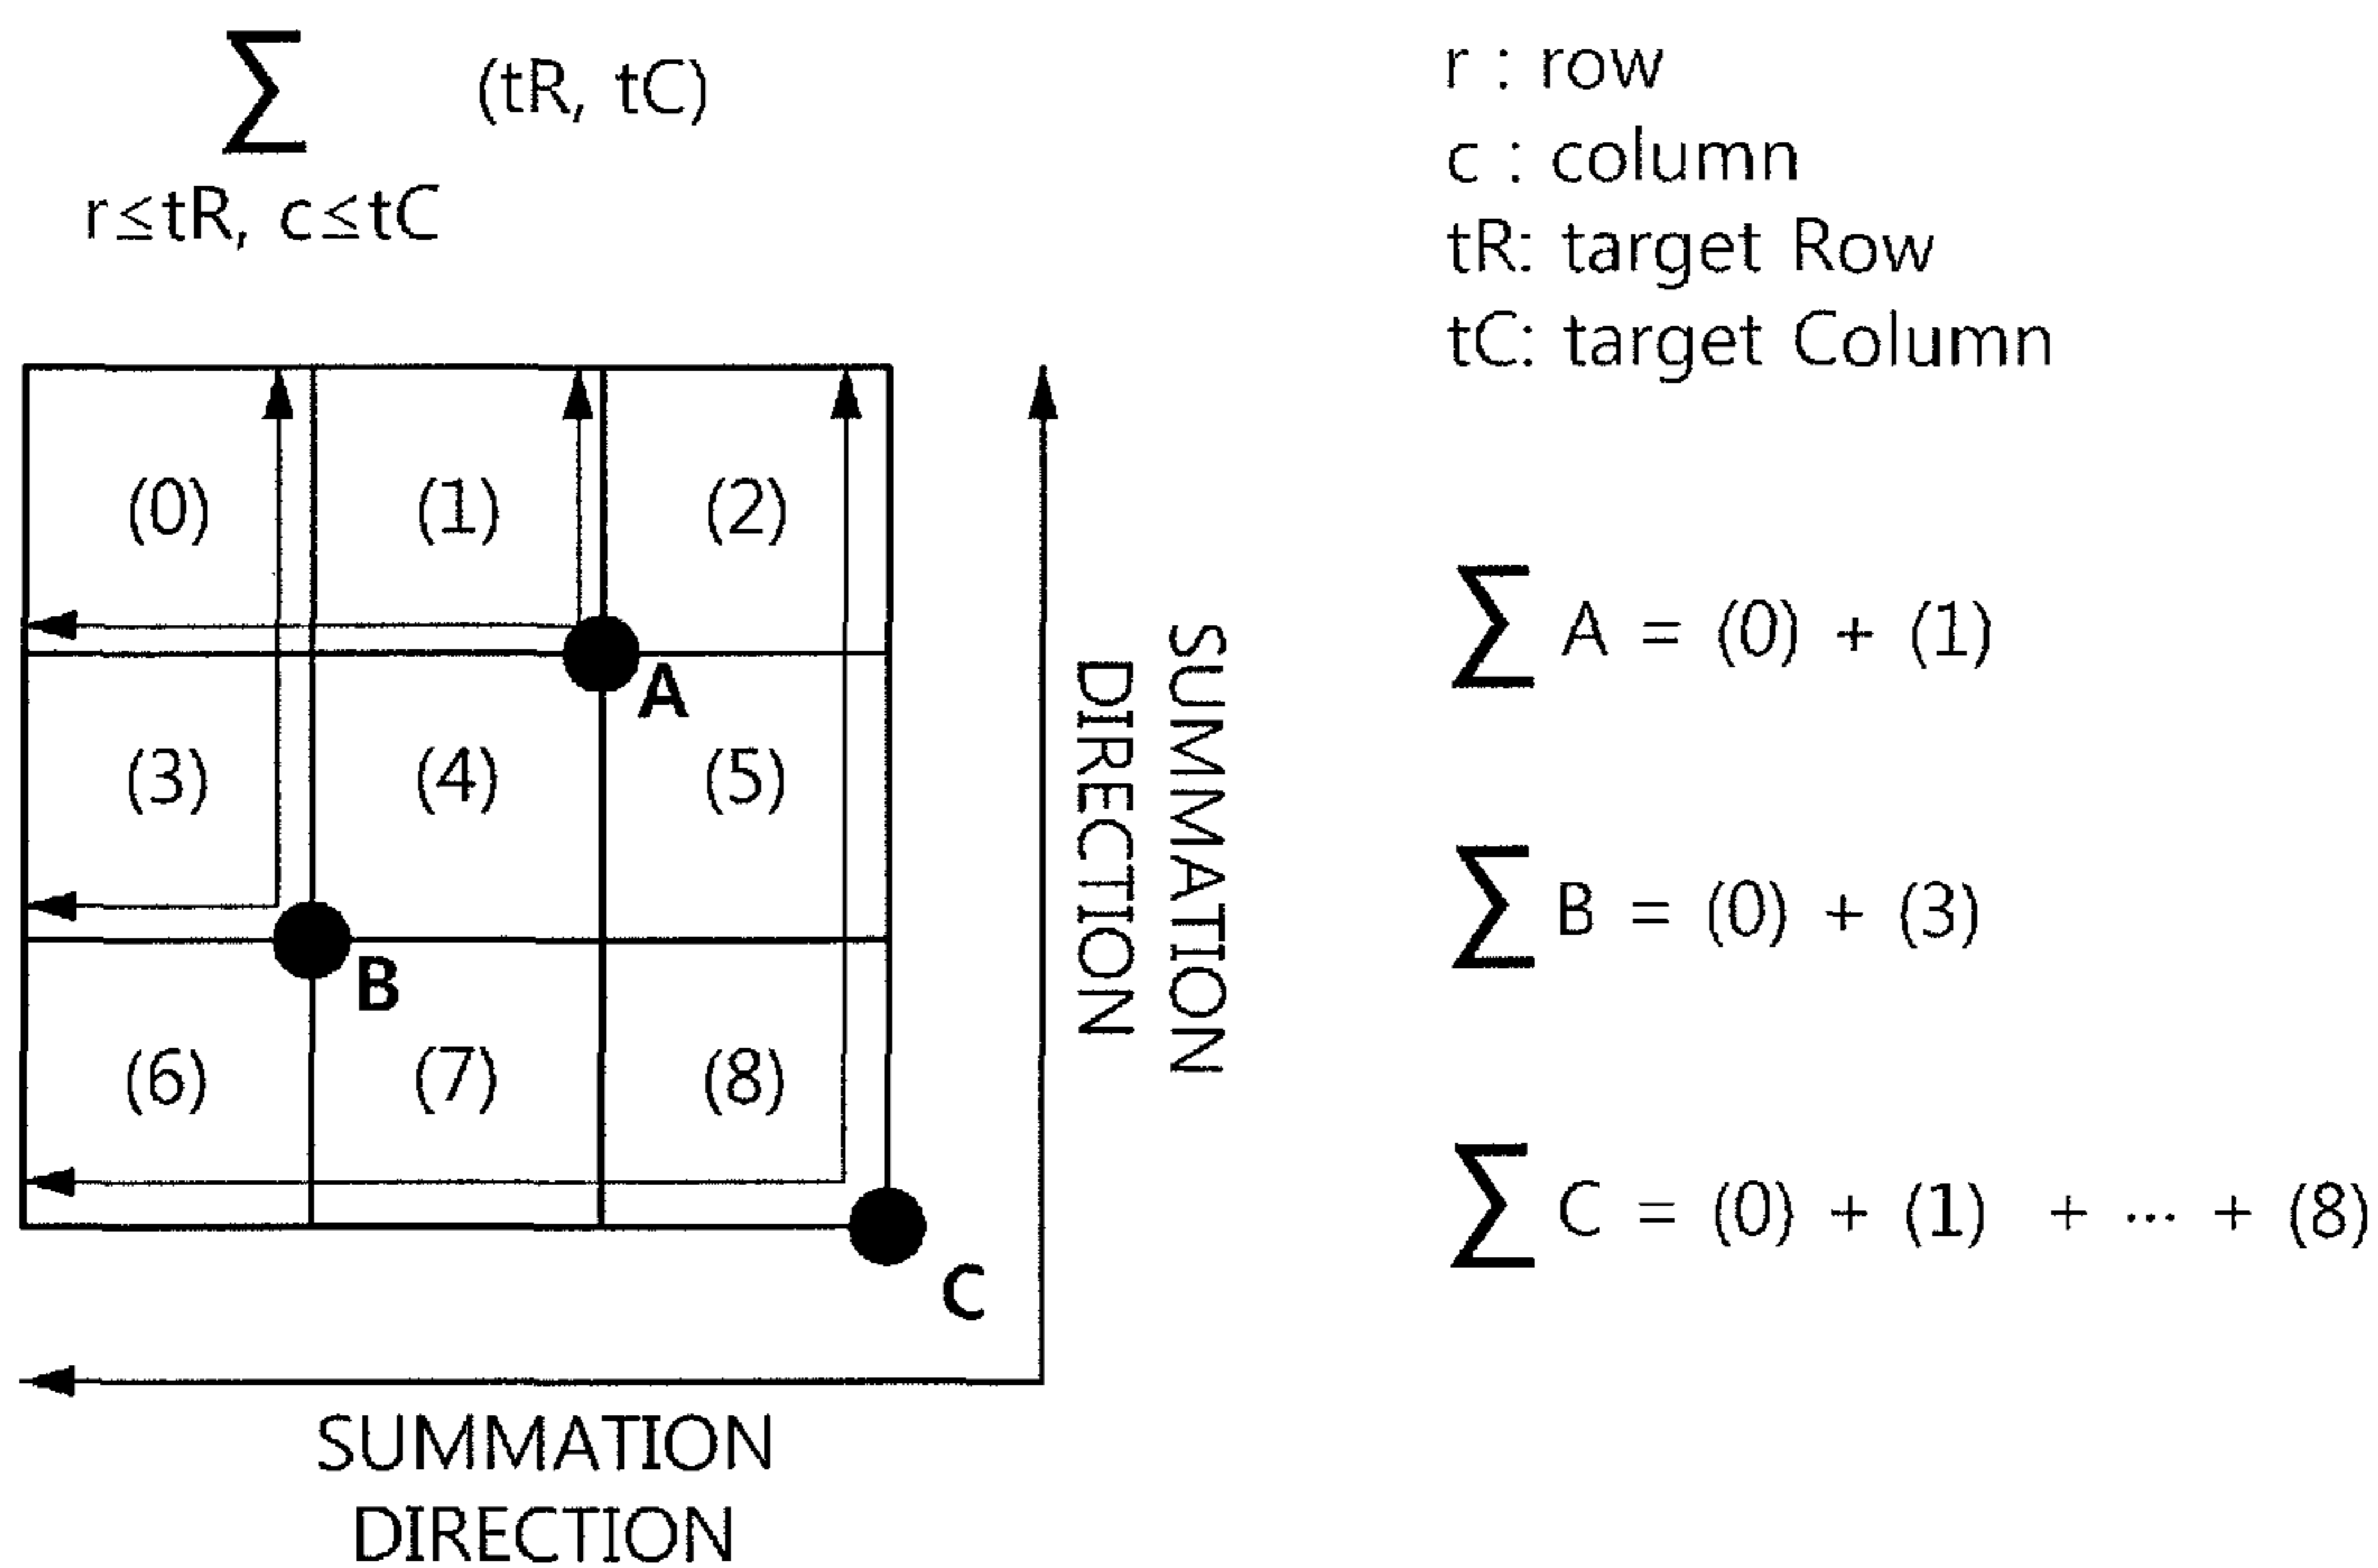 ∑ (tR, tC)
r≤tR, c≤tC
r : row
c : column
tR: target Row
tC: target Column
(0) (1) (2)
A
(3) (4) (5)
B
(6) (7) (8)
C
SUMMATION
DIRECTION
SUMMATION
DIRECTION
∑ A = (0) + (1)
∑ B = (0) + (3)
∑ C = (0) + (1) + ... + (8)